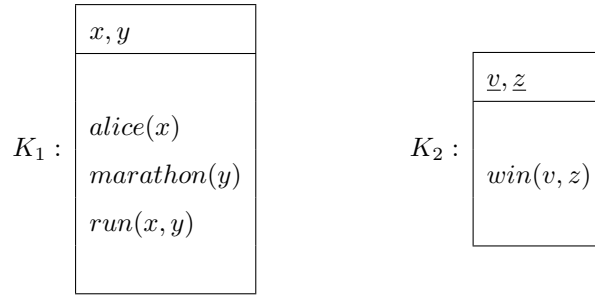 x, y
alice(x)
K₁ : marathon(y)
run(x, y)
v, z
K₂ : win(v, z)